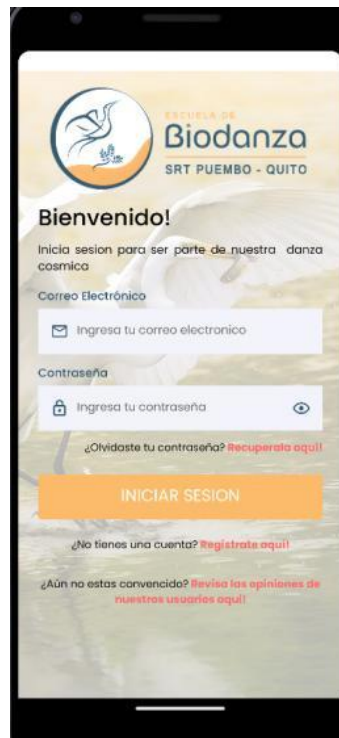 ESCUELA DE
Biodanza
SRT PUEMBO - QUITO
Bienvenido!
Inicia sesion para ser parte de nuestra danza
cosmica
Correo Electrónico
Ingresa tu correo electronico
Contraseña
Ingresa tu contraseña
¿Olvidaste tu contraseña? Recuperala aquí!
INICIAR SESION
¿No tienes una cuenta? Registrate aquí!
¿Aún no estas convencido? Revisa las opiniones de
nuestros usuarios aquí!